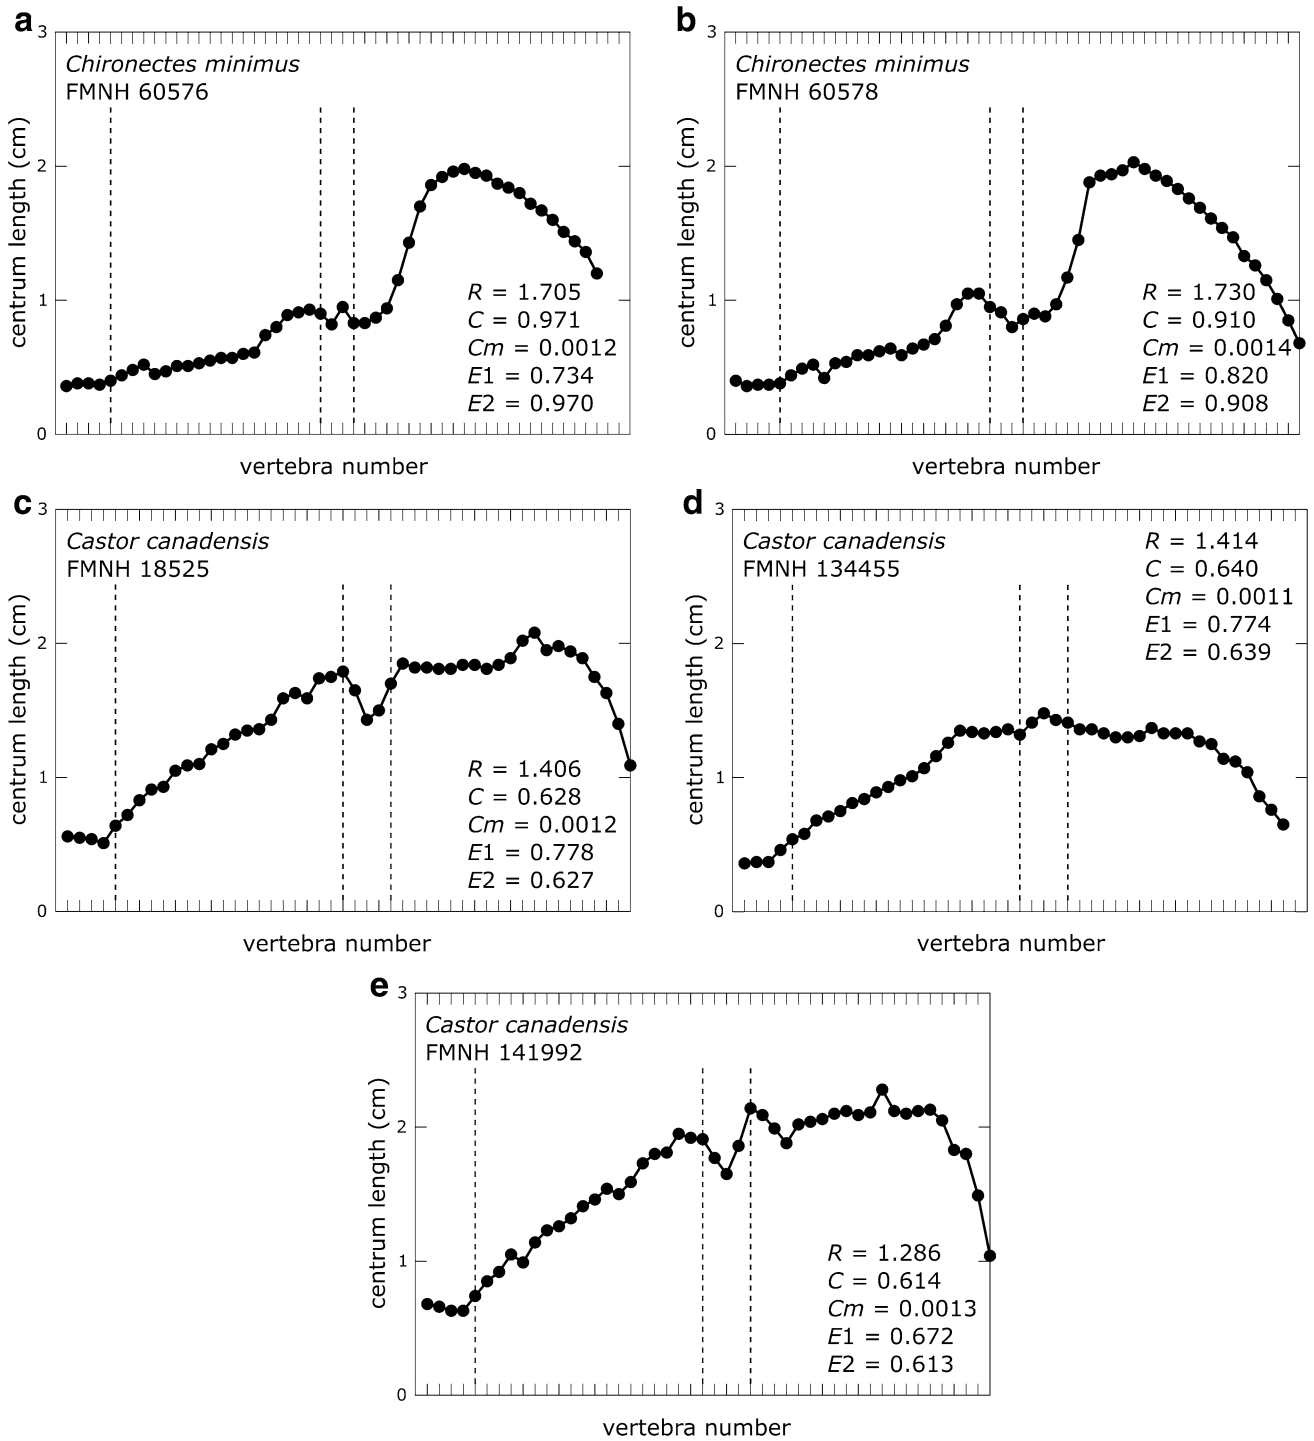 a
3
Chironectes minimus
FMNH 60576
2
centrum length (cm)
1
R = 1.705
C = 0.971
Cm = 0.0012
E1 = 0.734
E2 = 0.970
0
vertebra number
b
3
Chironectes minimus
FMNH 60578
2
centrum length (cm)
1
R = 1.730
C = 0.910
Cm = 0.0014
E1 = 0.820
E2 = 0.908
0
vertebra number
c
3
Castor canadensis
FMNH 18525
2
centrum length (cm)
1
R = 1.406
C = 0.628
Cm = 0.0012
E1 = 0.778
E2 = 0.627
0
vertebra number
d
3
Castor canadensis
FMNH 134455
R = 1.414
C = 0.640
Cm = 0.0011
E1 = 0.774
E2 = 0.639
2
centrum length (cm)
1
0
vertebra number
e
3
Castor canadensis
FMNH 141992
2
centrum length (cm)
1
R = 1.286
C = 0.614
Cm = 0.0013
E1 = 0.672
E2 = 0.613
0
vertebra number